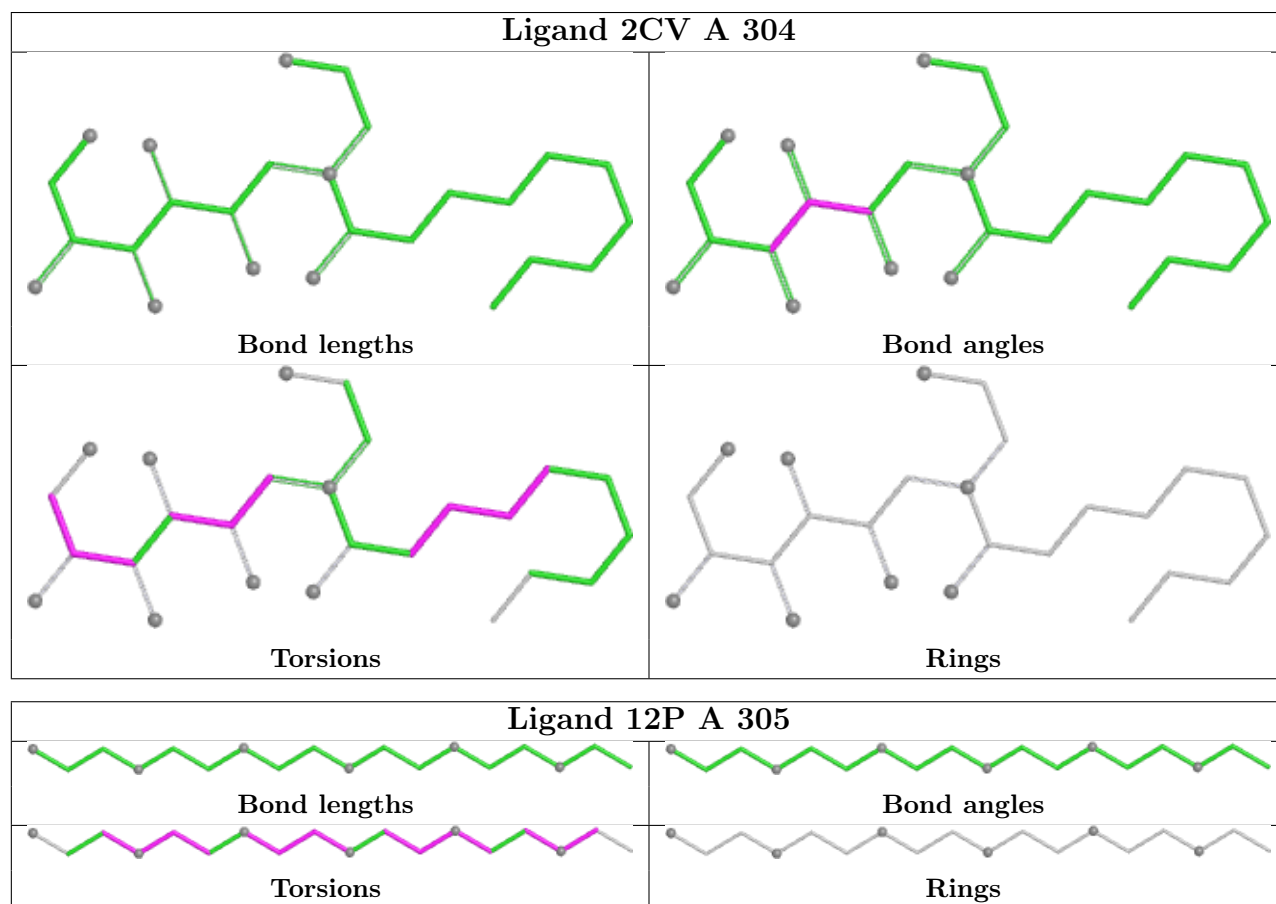 Ligand 2CV A 304
Bond lengths
Bond angles
Torsions
Rings
Ligand 12P A 305
Bond lengths
Bond angles
Torsions
Rings